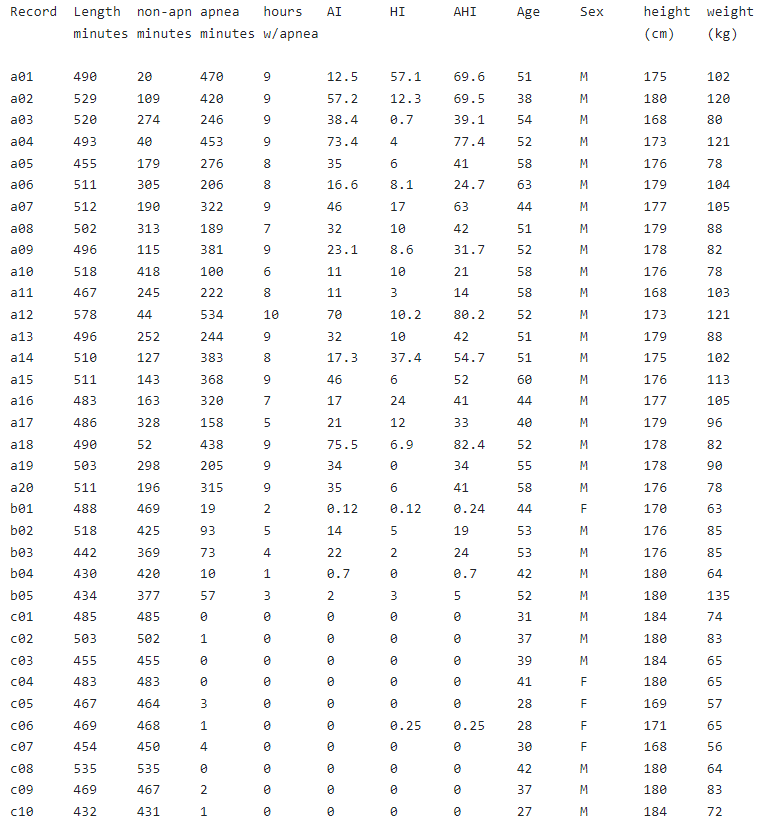 Record Length non-apn apnea hours AI HI AHI Age Sex height weight
minutes minutes minutes w/apnea (cm) (kg)
a01 490 20 470 9 12.5 57.1 69.6 51 M 175 102
a02 529 109 420 9 57.2 12.3 69.5 38 M 180 120
a03 520 274 246 9 38.4 0.7 39.1 54 M 168 80
a04 493 40 453 9 73.4 4 77.4 52 M 173 121
a05 455 179 276 8 35 6 41 58 M 176 78
a06 511 305 206 8 16.6 8.1 24.7 63 M 179 104
a07 512 190 322 9 46 17 63 44 M 177 105
a08 502 313 189 7 32 10 42 51 M 179 88
a09 496 115 381 9 23.1 8.6 31.7 52 M 178 82
a10 518 418 100 6 11 10 21 58 M 176 78
a11 467 245 222 8 11 3 14 58 M 168 103
a12 578 44 534 10 70 10.2 80.2 52 M 173 121
a13 496 252 244 9 32 10 42 51 M 179 88
a14 510 127 383 8 17.3 37.4 54.7 51 M 175 102
a15 511 143 368 9 46 6 52 60 M 176 113
a16 483 163 320 7 17 24 41 44 M 177 105
a17 486 328 158 5 21 12 33 40 M 179 96
a18 490 52 438 9 75.5 6.9 82.4 52 M 178 82
a19 503 298 205 9 34 0 34 55 M 178 90
a20 511 196 315 9 35 6 41 58 M 176 78
b01 488 469 19 2 0.12 0.12 0.24 44 F 170 63
b02 518 425 93 5 14 5 19 53 M 176 85
b03 442 369 73 4 22 2 24 53 M 176 85
b04 430 420 10 1 0.7 0 0.7 42 M 180 64
b05 434 377 57 3 2 3 5 52 M 180 135
c01 485 485 0 0 0 0 0 31 M 184 74
c02 503 502 1 0 0 0 0 37 M 180 83
c03 455 455 0 0 0 0 0 39 M 184 65
c04 483 483 0 0 0 0 0 41 F 180 65
c05 467 464 3 0 0 0 0 28 F 169 57
c06 469 468 1 0 0 0.25 0.25 28 F 171 65
c07 454 450 4 0 0 0 0 30 F 168 56
c08 535 535 0 0 0 0 0 42 M 180 64
c09 469 467 2 0 0 0 0 37 M 180 83
c10 432 431 1 0 0 0 0 27 M 184 72